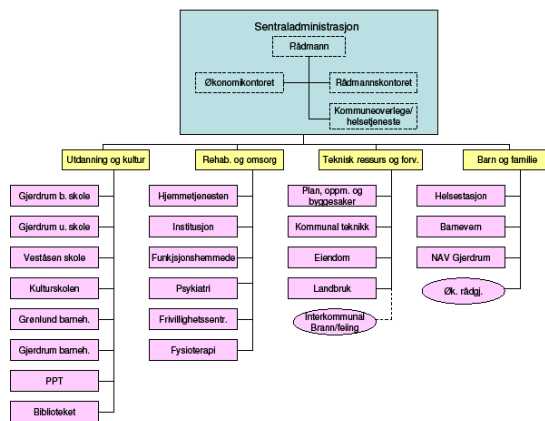 Sentraladministrasjon
Rådmann
Økonomikontoret
Rådmannskontoret
Kommuneoverlege/
helsetjeneste
Utdanning og kultur
Rehab. og omsorg
Teknisk ressurs og forv.
Barn og familie
Gjerdrum b. skole
Gjerdrum u. skole
Veståsen skole
Kulturskolen
Grønlund barneh.
Gjerdrum barneh.
PPT
Biblioteket
Hjemmetjenesten
Institusjon
Funksjonshemmede
Psykiatri
Frivillighetssentr.
Fysioterapi
Plan, oppm. og
byggesaker
Kommunal teknikk
Eiendom
Landbruk
Interkommunal
Brann/feiing
Helsestasjon
Barnevern
NAV Gjerdrum
Øk. rådgj.